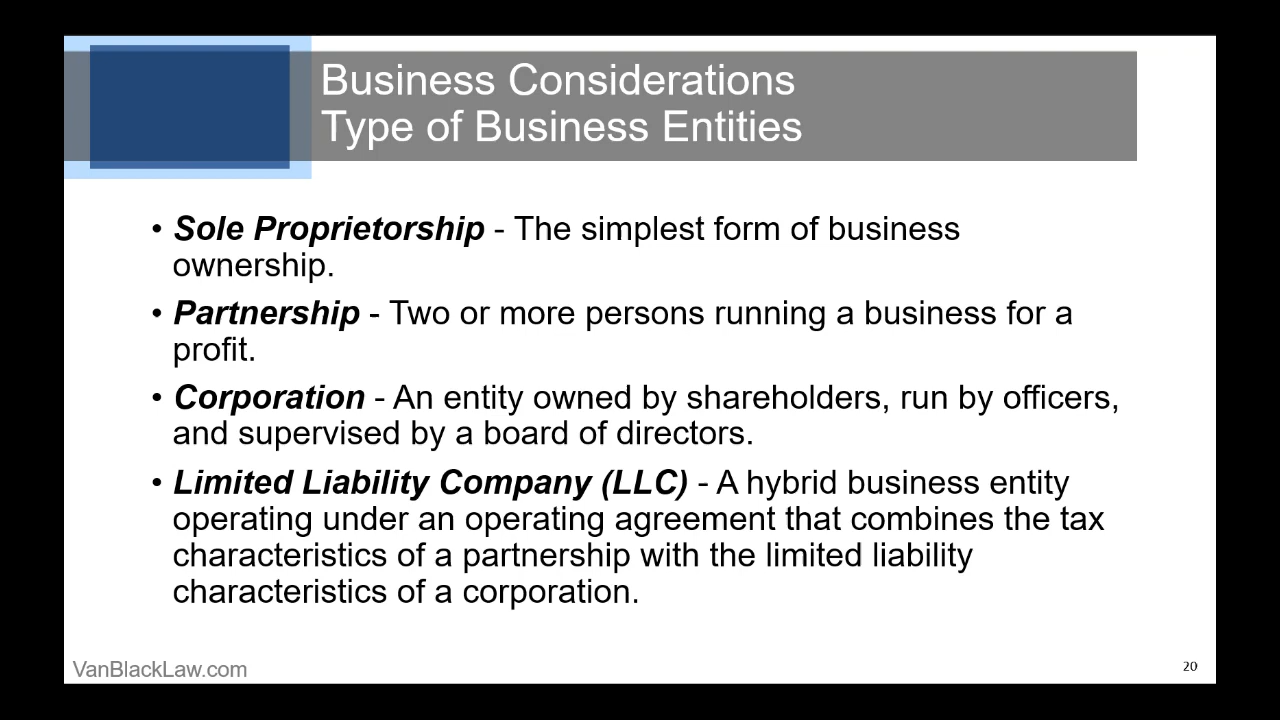 Business Considerations
Type of Business Entities
• Sole Proprietorship - The simplest form of business
ownership.
• Partnership - Two or more persons running a business for a
profit.
• Corporation - An entity owned by shareholders, run by officers,
and supervised by a board of directors.
• Limited Liability Company (LLC) - A hybrid business entity
operating under an operating agreement that combines the tax
characteristics of a partnership with the limited liability
characteristics of a corporation.
VanBlackLaw.com
20